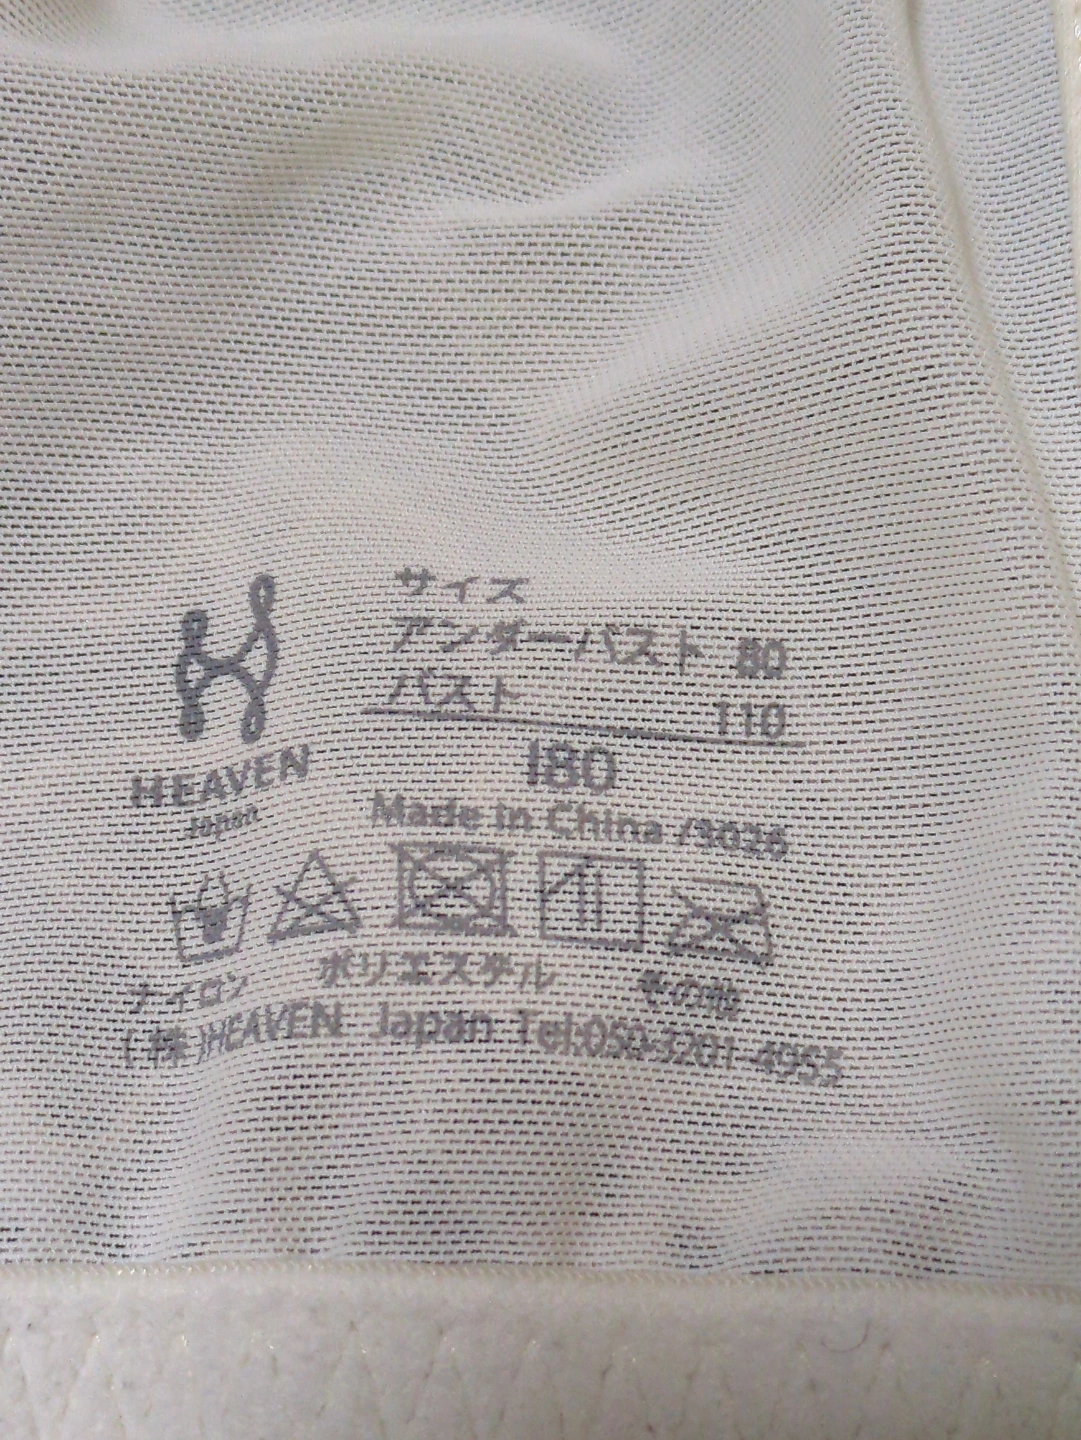 サイズ
アンダーバスト 80
バスト 110
I80
HEAVEN
Japan
Made in China /3026
ナイロン ポリエステル その他
(株)HEAVEN Japan Tel:050-3201-4955